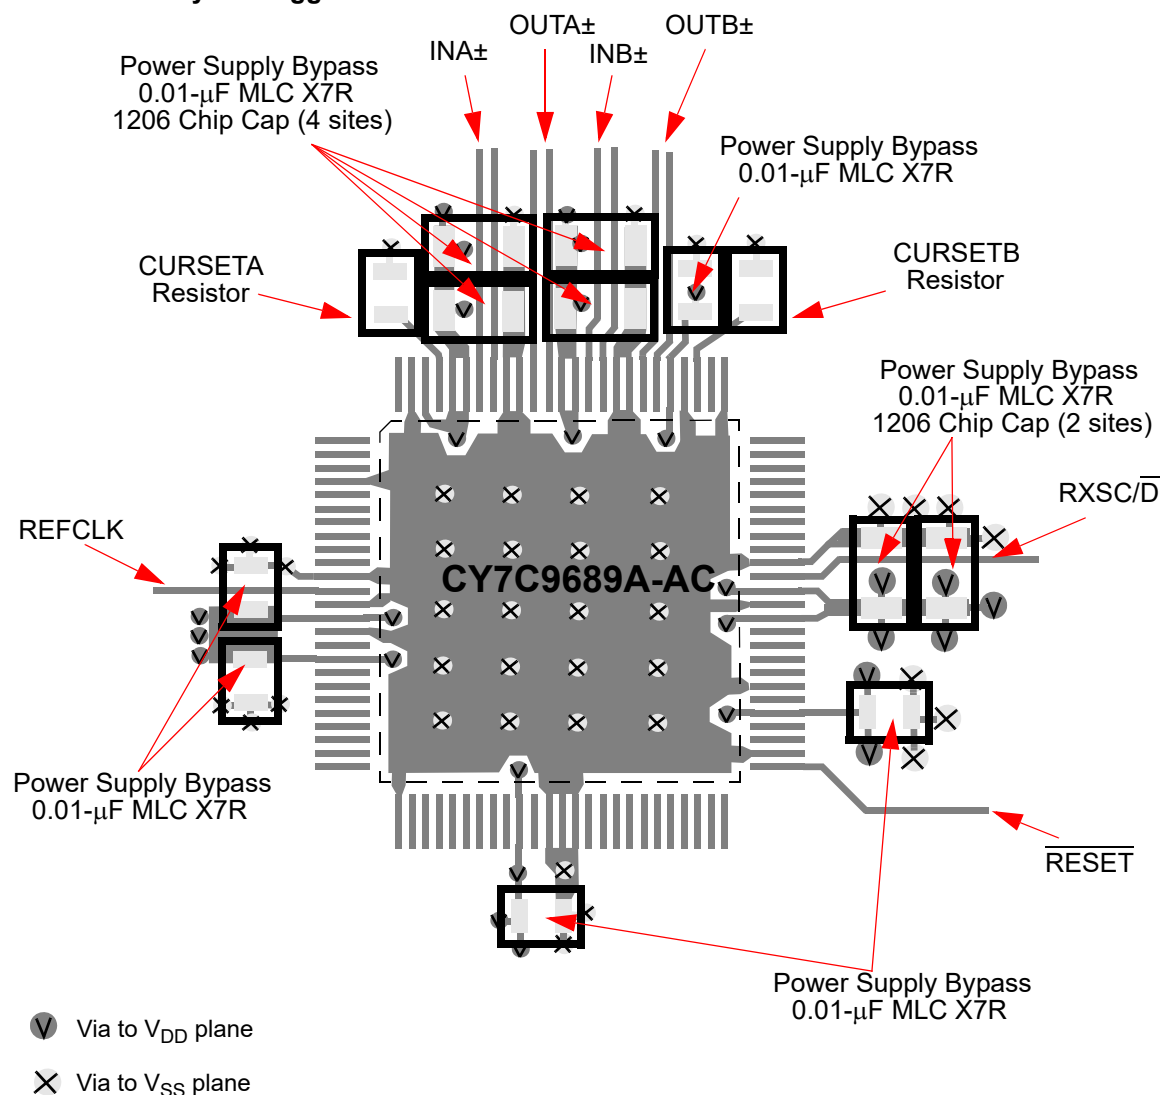 OUTA±
OUTB±
INA±
INB±
Power Supply Bypass
0.01-μF MLC X7R
1206 Chip Cap (4 sites)
Power Supply Bypass
0.01-μF MLC X7R
CURSETA
Resistor
CURSETB
Resistor
Power Supply Bypass
0.01-μF MLC X7R
1206 Chip Cap (2 sites)
RXSC/D̅
REFCLK
CY7C9689A-AC
Power Supply Bypass
0.01-μF MLC X7R
R̅E̅S̅E̅T̅
Power Supply Bypass
0.01-μF MLC X7R
V Via to VDD plane
X Via to VSS plane